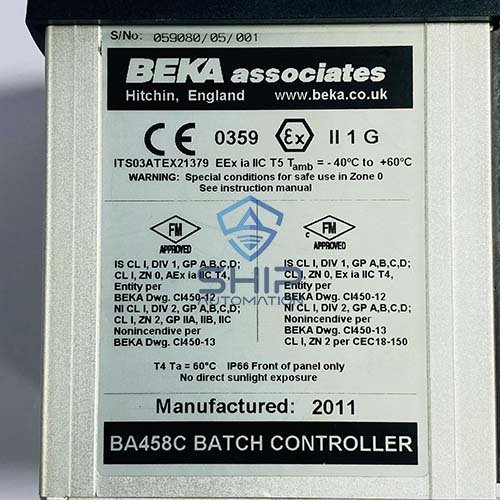 S/No: 059080/05/001
BEKA associates
Hitchin, England www.beka.co.uk
CE 0359 Ex II 1 G
ITS03ATEX21379 EEx ia IIC T5 Tamb = - 40°C to +60°C
WARNING: Special conditions for safe use in Zone 0
See instruction manual
FM
APPROVED
IS CL I, DIV 1, GP A,B,C,D;
CL I, ZN 0, AEx ia IIC T4,
Entity per
BEKA Dwg. CI450-12
NI CL I, DIV 2, GP A,B,C,D;
CL I, ZN 2, GP IIA, IIB, IIC
Nonincendive per
BEKA Dwg. CI450-13
c FM
APPROVED
IS CL I, DIV 1, GP A,B,C,D;
CL I, ZN 0, Ex ia IIC T4,
Entity per
BEKA Dwg. CI450-12
NI CL I, DIV 2, GP A,B,C,D;
Nonincendive per
BEKA Dwg. CI450-13
CL I, ZN 2 per CEC18-150
SHIP
AUTOMATION
T4 Ta = 60°C IP66 Front of panel only
No direct sunlight exposure
Manufactured: 2011
BA458C BATCH CONTROLLER